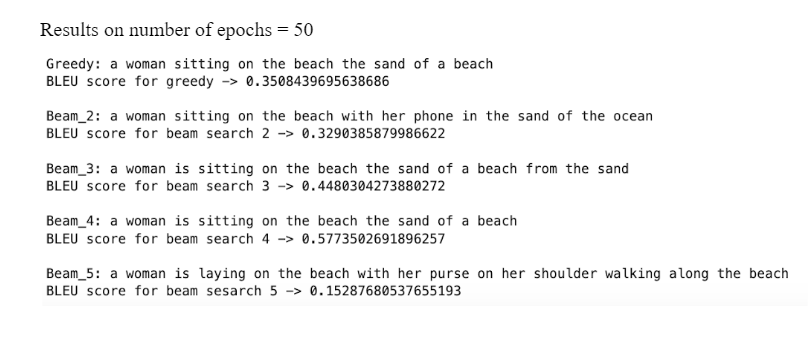 Results on number of epochs = 50
Greedy: a woman sitting on the beach the sand of a beach
BLEU score for greedy -> 0.3508439695638686
Beam_2: a woman sitting on the beach with her phone in the sand of the ocean
BLEU score for beam search 2 -> 0.3290385879986622
Beam_3: a woman is sitting on the beach the sand of a beach from the sand
BLEU score for beam search 3 -> 0.4480304273880272
Beam_4: a woman is sitting on the beach the sand of a beach
BLEU score for beam search 4 -> 0.5773502691896257
Beam_5: a woman is laying on the beach with her purse on her shoulder walking along the beach
BLEU score for beam sesarch 5 -> 0.15287680537655193